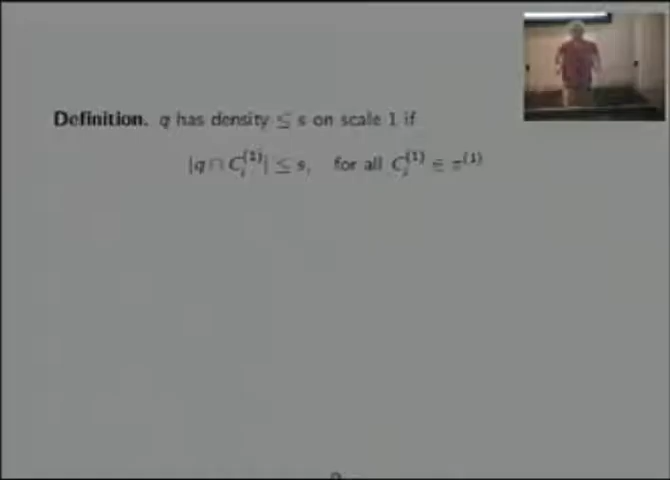 Definition. q has density ≤ s on scale 1 if
|q ∩ C_i^(1)| ≤ s, for all C_i^(1) ∈ π^(1)